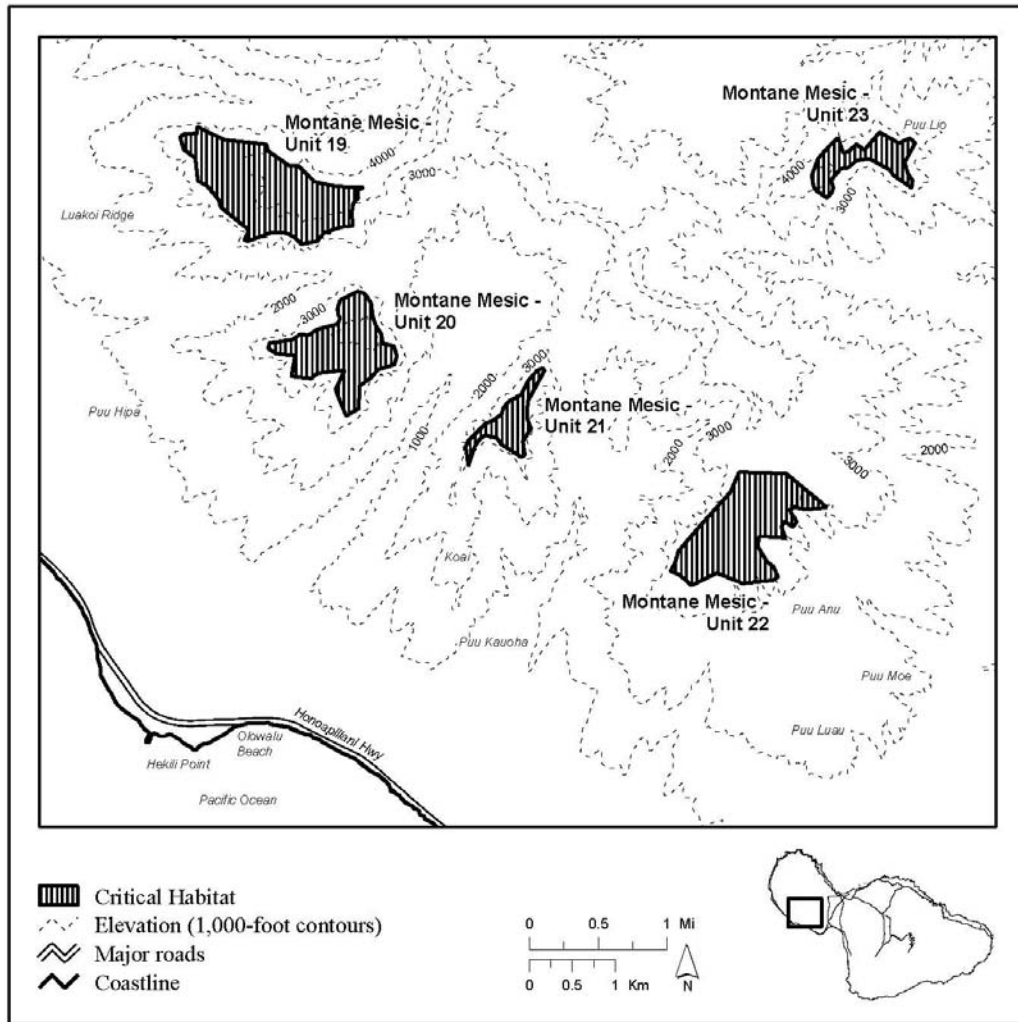 Montane Mesic -
Unit 19
Montane Mesic -
Unit 23
Puu Lio
4000
3000
4000
3000
Luakoi Ridge
2000
3000
Montane Mesic -
Unit 20
Puu Hipa
3000
2000
1000
Montane Mesic -
Unit 21
2000
3000
3000
2000
Koai
Puu Kauoha
Montane Mesic -
Unit 22
Puu Anu
Puu Moe
Puu Luau
Honoapiilani Hwy
Olowalu
Beach
Hekili Point
Pacific Ocean
Critical Habitat
Elevation (1,000-foot contours)
Major roads
Coastline
0 0.5 1 Mi
0 0.5 1 Km
N